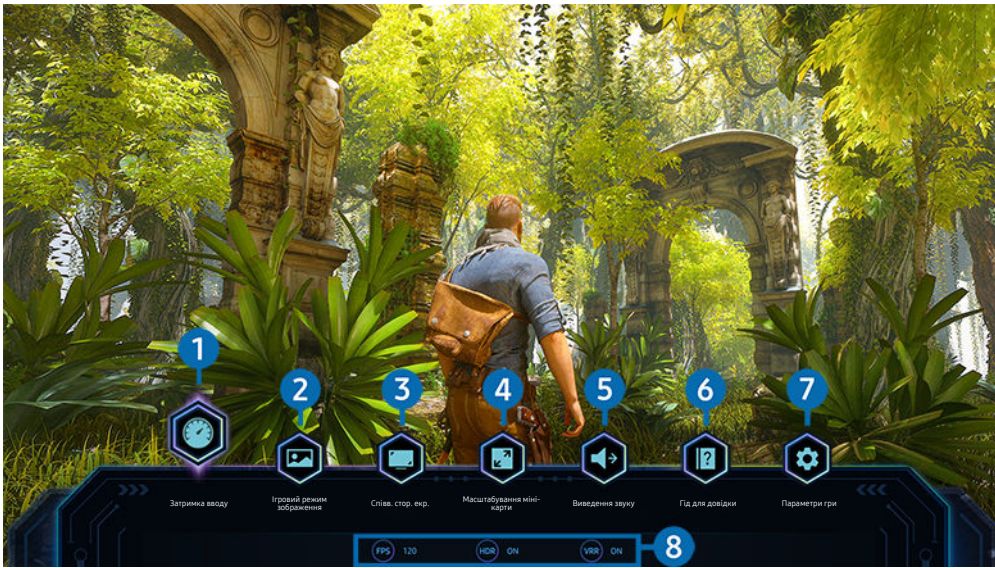 1
2
3
4
5
6
7
Затримка вводу
Ігровий режим
зображення
Співв. стор. екр.
Масштабування міні-
карти
Виведення звуку
Гід для довідки
Параметри гри
FPS 120 HDR ON VRR ON 8